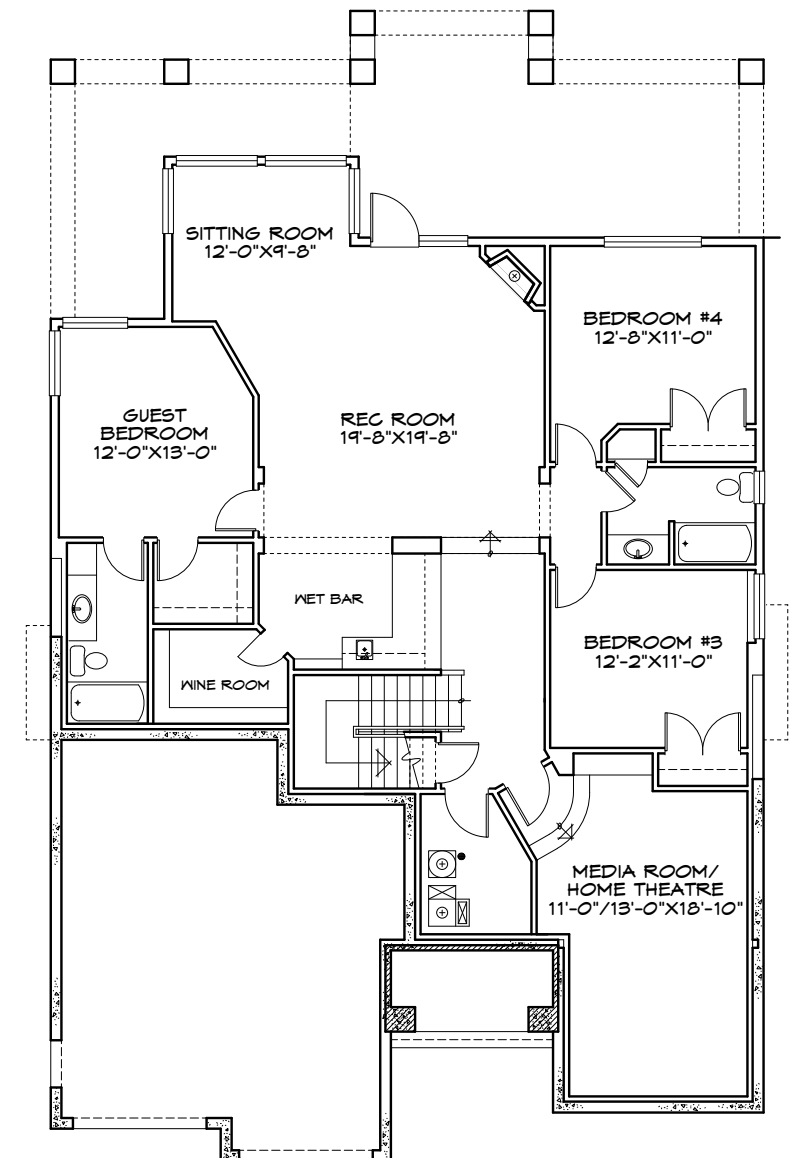 SITTING ROOM
12'-0"X9'-8"
BEDROOM #4
12'-8"X11'-0"
GUEST
BEDROOM
12'-0"X13'-0"
REC ROOM
19'-8"X19'-8"
WET BAR
BEDROOM #3
12'-2"X11'-0"
WINE ROOM
MEDIA ROOM/
HOME THEATRE
11'-0"/13'-0"X18'-10"